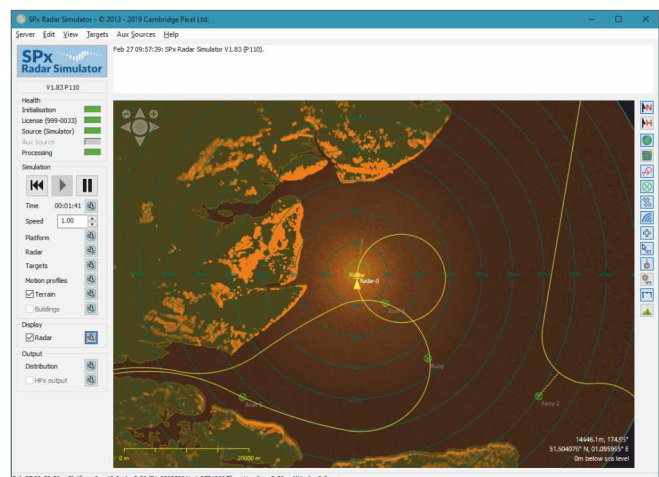 SPx Radar Simulator - © 2013 - 2019 Cambridge Pixel Ltd.
Server Edit View Targets Aux Sources Help
SPx
Radar Simulator
Feb 27 09:57:39: SPx Radar Simulator V1.83 (P110).
V1.83 P110
Health
Initialisation
License (999-0033)
Source (Simulator)
Aux Source
Processing
Simulation
Time 00:01:41
Speed 1.00
Platform
Radar
Targets
Motion profiles
Terrain
Buildings
Display
Radar
Output
Distribution
HPx output
Radar-0
Buoy
Ferry-2
0 m 20000 m
14446.1m, 174.95°
51.504076° N, 01.095965° E
0m below sea level